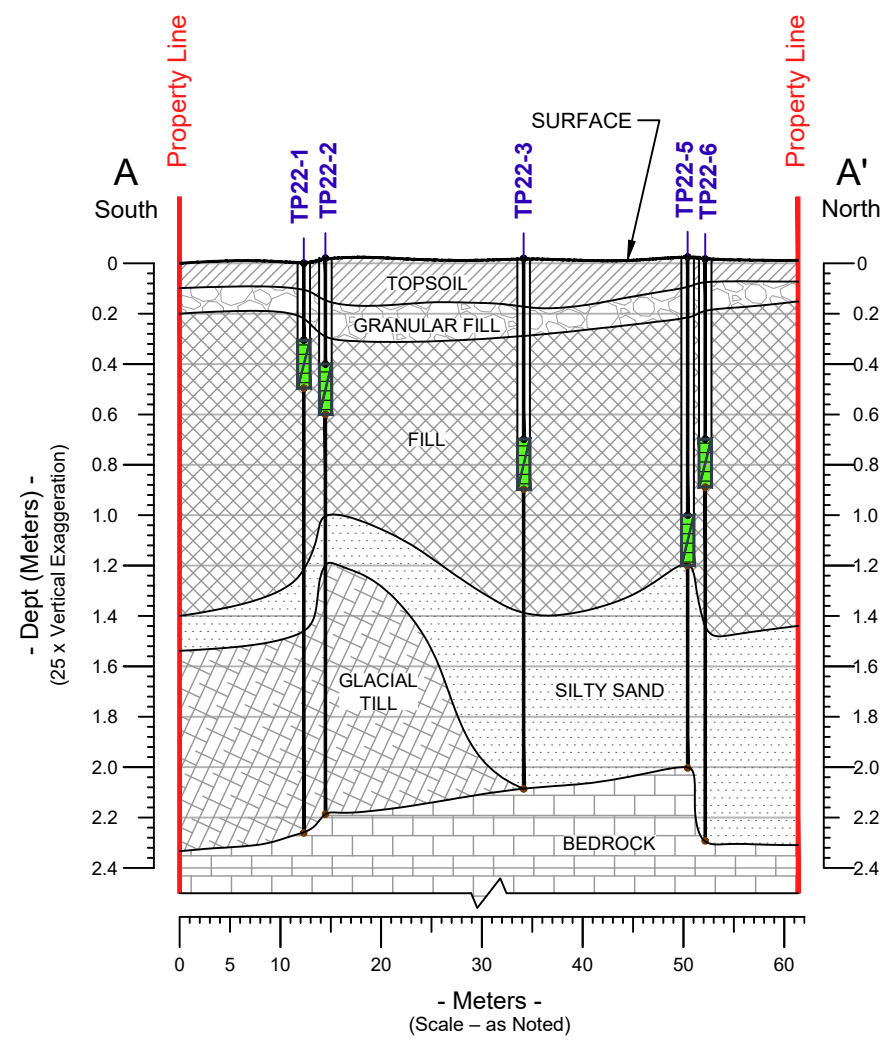 Property Line
Property Line
SURFACE
TP22-1
TP22-2
TP22-3
TP22-5
TP22-6
A
South
A'
North
0
0.2
0.4
0.6
0.8
1.0
1.2
1.4
1.6
1.8
2.0
2.2
2.4
- Dept (Meters) -
(25 x Vertical Exaggeration)
TOPSOIL
GRANULAR FILL
FILL
GLACIAL
TILL
SILTY SAND
BEDROCK
0
0.2
0.4
0.6
0.8
1.0
1.2
1.4
1.6
1.8
2.0
2.2
2.4
0 5 10 20 30 40 50 60
- Meters -
(Scale – as Noted)